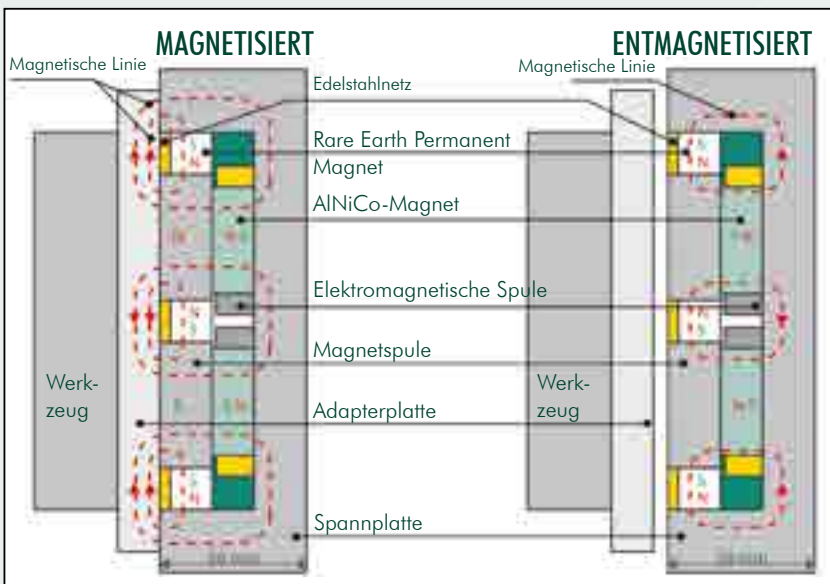 MAGNETISIERT
ENTMAGNETISIERT
Magnetische Linie
Edelstahlnetz
Magnetische Linie
Rare Earth Permanent
Magnet
AlNiCo-Magnet
Elektromagnetische Spule
Magnetspule
Werk-
zeug
Werk-
zeug
Adapterplatte
Spannplatte